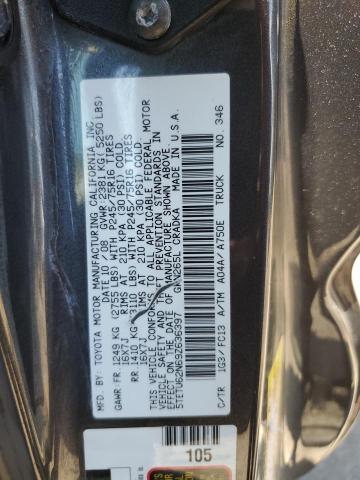 MFD. BY: TOYOTA MOTOR MANUFACTURING CALIFORNIA INC
DATE 10 / 08 GVWR 2381 KG( 5250 LBS)
GAWR:FR 1249 KG (2755 LBS) WITH P245/75R16 TIRES
16X7J RIMS AT 210 KPA (30 PSI) COLD
RR 1410 KG (3110 LBS) WITH P245/75R16 TIRES
16X7J RIMS AT 210 KPA (30 PSI) COLD
THIS VEHICLE CONFORMS TO ALL APPLICABLE FEDERAL MOTOR
VEHICLE SAFETY AND THEFT PREVENTION STANDARDS IN
EFFECT ON THE DATE OF MANUFACTURE SHOWN ABOVE
5TETU62N69Z636397 GRN265L CRADKA MADE IN U.S.A.
C/TR 1G3/FC13 A/TM A04A/A750E TRUCK NO. 346
105